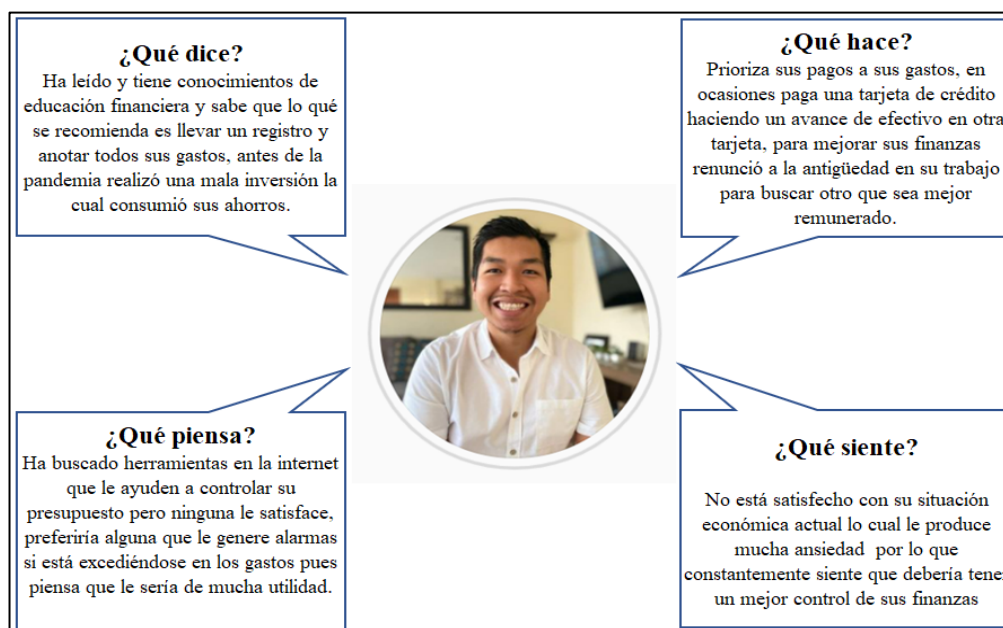 ¿Qué dice?
Ha leído y tiene conocimientos de
educación financiera y sabe que lo qué
se recomienda es llevar un registro y
anotar todos sus gastos, antes de la
pandemia realizó una mala inversión la
cual consumió sus ahorros.
¿Qué hace?
Prioriza sus pagos a sus gastos, en
ocasiones paga una tarjeta de crédito
haciendo un avance de efectivo en otra
tarjeta, para mejorar sus finanzas
renunció a la antigüedad en su trabajo
para buscar otro que sea mejor
remunerado.
¿Qué piensa?
Ha buscado herramientas en la internet
que le ayuden a controlar su
presupuesto pero ninguna le satisface,
preferiría alguna que le genere alarmas
si está excediéndose en los gastos pues
piensa que le sería de mucha utilidad.
¿Qué siente?
No está satisfecho con su situación
económica actual lo cual le produce
mucha ansiedad por lo que
constantemente siente que debería tener
un mejor control de sus finanzas